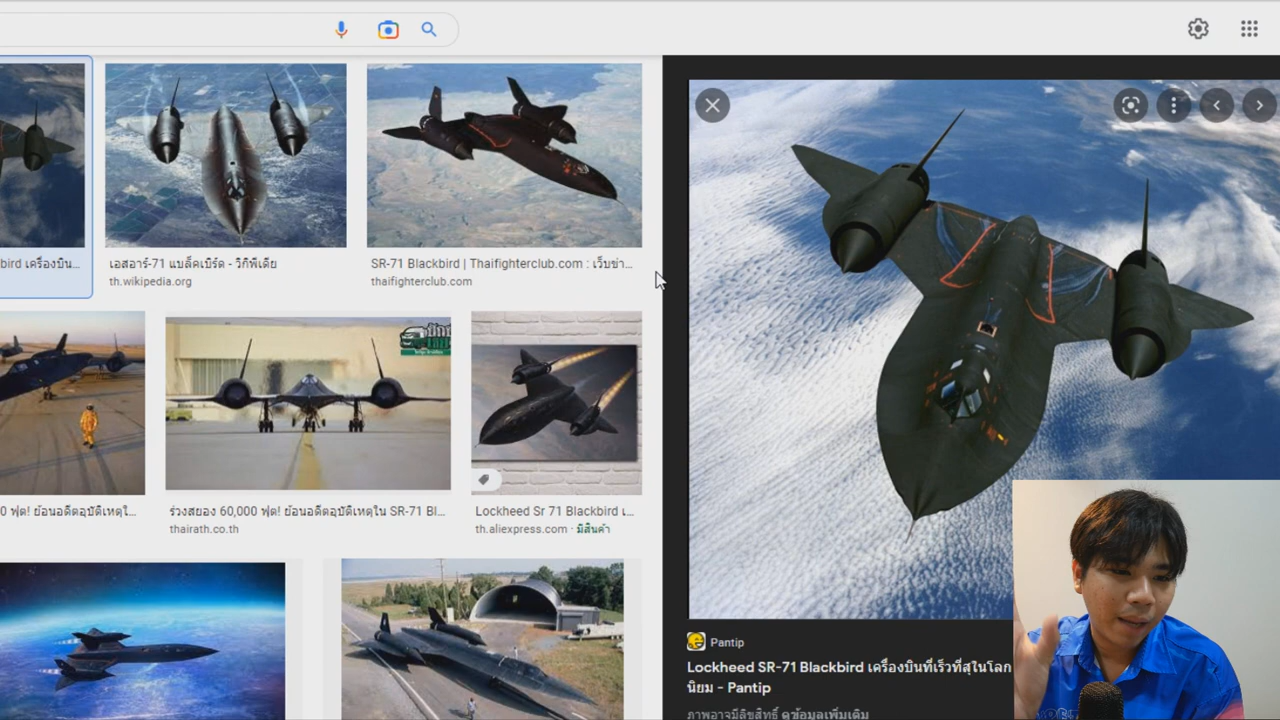 bird เครื่องบิน...
เอสอาร์-71 แบล็คเบิร์ด - วิกิพีเดีย
th.wikipedia.org
SR-71 Blackbird | Thaifighterclub.com : เว็บข่า...
thaifighterclub.com
0 ฟุต! ย้อนอดีตอุบัติเหตุใ...
ร่วงสยอง 60,000 ฟุต! ย้อนอดีตอุบัติเหตุใน SR-71 Bl...
thairath.co.th
Lockheed Sr 71 Blackbird เ...
th.aliexpress.com · มีสินค้า
Pantip
Lockheed SR-71 Blackbird เครื่องบินที่เร็วที่สุในโลก
นิยม - Pantip
ภาพอาจมีลิขสิทธิ์ ดูข้อมูลเพิ่มเติม